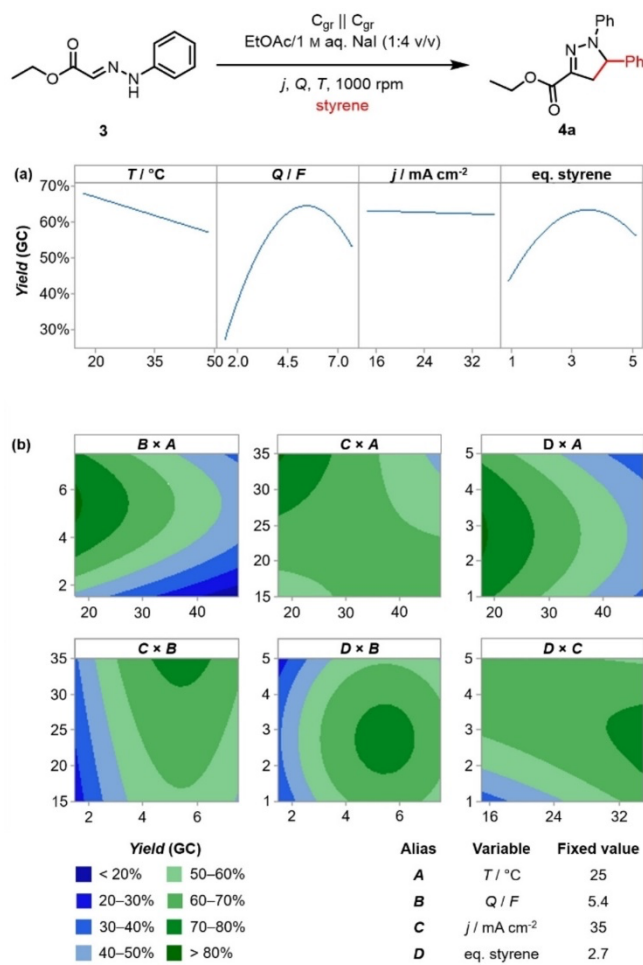 C_gr || C_gr
EtOAc/1 M aq. NaI (1:4 v/v)
j, Q, T, 1000 rpm
styrene
O
O
N
N
H
3
Ph
N
N
Ph
O
O
4a
(a)
T / °C
Q / F
j / mA cm⁻²
eq. styrene
Yield (GC)
70%
60%
50%
40%
30%
20 35 50
2.0 4.5 7.0
16 24 32
1 3 5
(b)
B × A
C × A
D × A
6
4
2
20 30 40
35
30
25
20
15
20 30 40
5
4
3
2
1
20 30 40
C × B
D × B
D × C
35
30
25
20
15
2 4 6
5
4
3
2
1
2 4 6
5
4
3
2
1
16 24 32
Yield (GC)
< 20%
20–30%
30–40%
40–50%
50–60%
60–70%
70–80%
> 80%
Alias Variable Fixed value
A T / °C 25
B Q / F 5.4
C j / mA cm⁻² 35
D eq. styrene 2.7